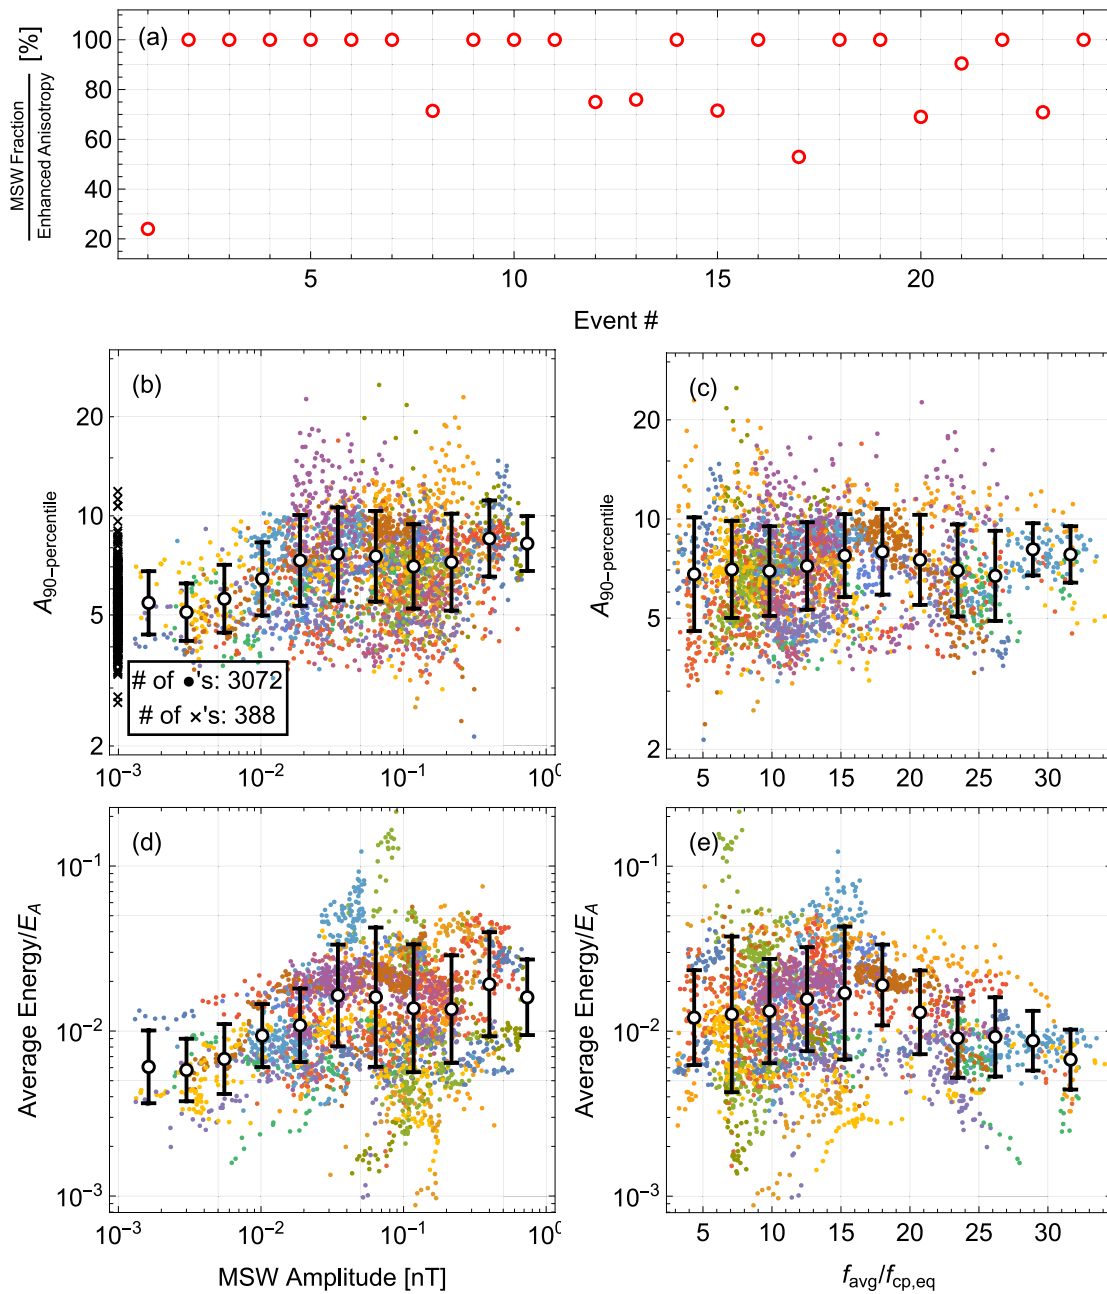 (a)
MSW Fraction
Enhanced Anisotropy
[%]
100
80
60
40
20
5
10
15
20
Event #
(b)
A90−percentile
20
10
5
2
# of ●'s: 3072
# of ×'s: 388
10−3
10−2
10−1
100
(c)
A90−percentile
20
10
5
2
5
10
15
20
25
30
(d)
Average Energy/EA
10−1
10−2
10−3
10−3
10−2
10−1
100
MSW Amplitude [nT]
(e)
Average Energy/EA
10−1
10−2
10−3
5
10
15
20
25
30
favg/fcp,eq